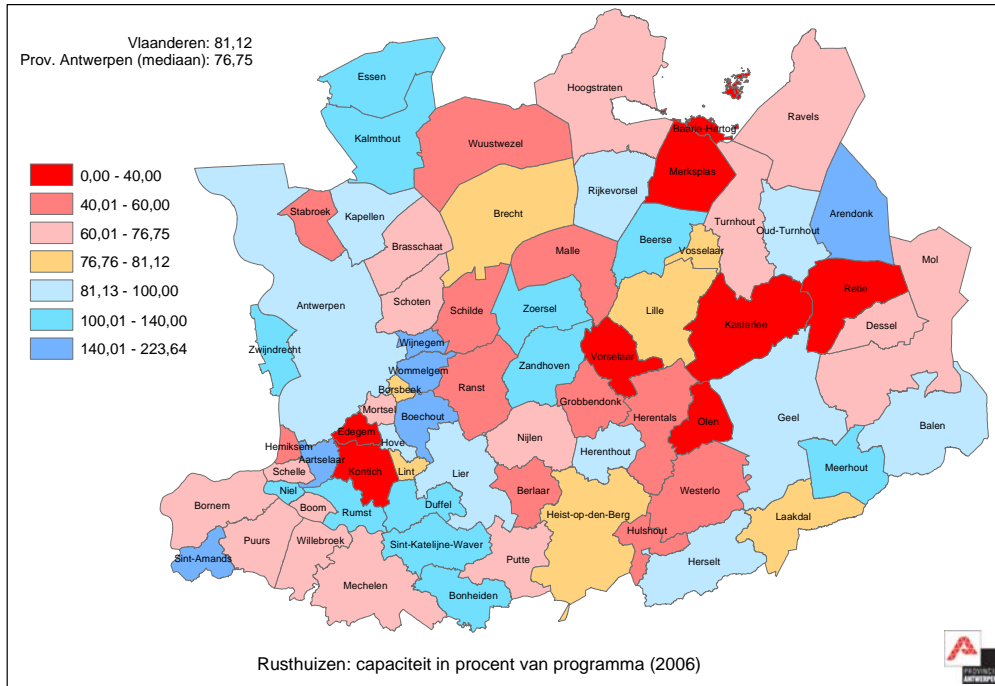 Vlaanderen: 81,12
Prov. Antwerpen (mediaan): 76,75
0,00 - 40,00
40,01 - 60,00
60,01 - 76,75
76,76 - 81,12
81,13 - 100,00
100,01 - 140,00
140,01 - 223,64
Essen
Hoogstraten
Ravels
Kalmthout
Wuustwezel
Baarle-Hertog
Merksplas
Rijkevorsel
Stabroek
Kapellen
Brecht
Turnhout
Oud-Turnhout
Arendonk
Brasschaat
Beerse
Vosselaar
Malle
Mol
Antwerpen
Schoten
Schilde
Zoersel
Lille
Kasterlee
Retie
Dessel
Zwijndrecht
Wijnegem
Wommelgem
Vorselaar
Zandhoven
Borsbeek
Ranst
Grobbendonk
Mortsel
Boechout
Herentals
Olen
Geel
Balen
Edegem
Hove
Nijlen
Herenthout
Hemiksem
Aartselaar
Schelle
Kontich
Lint
Lier
Meerhout
Niel
Berlaar
Westerlo
Bornem
Boom
Rumst
Duffel
Heist-op-den-Berg
Laakdal
Hulshout
Puurs
Willebroek
Sint-Katelijne-Waver
Sint-Amands
Putte
Herselt
Mechelen
Bonheiden
Rusthuizen: capaciteit in procent van programma (2006)
PROVINCIE
ANTWERPEN